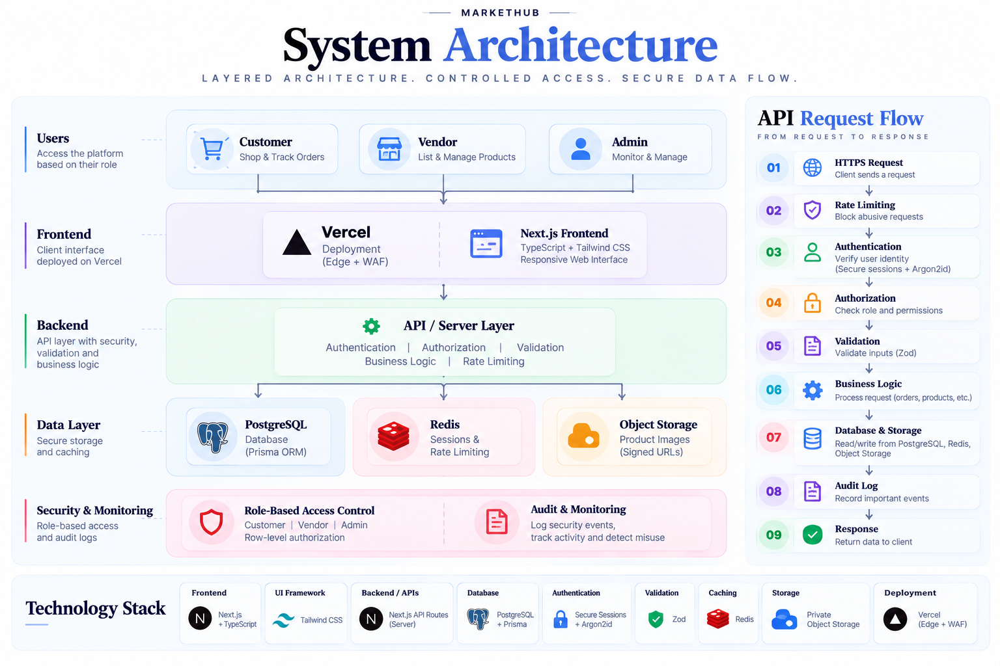 MARKETHUB
System Architecture
LAYERED ARCHITECTURE. CONTROLLED ACCESS. SECURE DATA FLOW.
Users
Access the platform
based on their role
Customer
Shop & Track Orders
Vendor
List & Manage Products
Admin
Monitor & Manage
Frontend
Client interface
deployed on Vercel
Vercel
Deployment
(Edge + WAF)
Next.js Frontend
TypeScript + Tailwind CSS
Responsive Web Interface
Backend
API layer with security,
validation and
business logic
API / Server Layer
Authentication | Authorization | Validation
Business Logic | Rate Limiting
Data Layer
Secure storage
and caching
PostgreSQL
Database
(Prisma ORM)
Redis
Sessions &
Rate Limiting
Object Storage
Product Images
(Signed URLs)
Security & Monitoring
Role-based access
and audit logs
Role-Based Access Control
Customer | Vendor | Admin
Row-level authorization
Audit & Monitoring
Log security events,
track activity and detect misuse
API Request Flow
FROM REQUEST TO RESPONSE
01
HTTPS Request
Client sends a request
02
Rate Limiting
Block abusive requests
03
Authentication
Verify user identity
(Secure sessions + Argon2id)
04
Authorization
Check role and permissions
05
Validation
Validate inputs (Zod)
06
Business Logic
Process request (orders, products, etc.)
07
Database & Storage
Read/write from PostgreSQL, Redis,
Object Storage
08
Audit Log
Record important events
09
Response
Return data to client
Technology Stack
Frontend
N
Next.js
+ TypeScript
UI Framework
Tailwind CSS
Backend / APIs
N
Next.js API Routes
(Server)
Database
PostgreSQL
+ Prisma
Authentication
Secure Sessions
+ Argon2id
Validation
Zod
Caching
Redis
Storage
Private
Object Storage
Deployment
Vercel
(Edge + WAF)